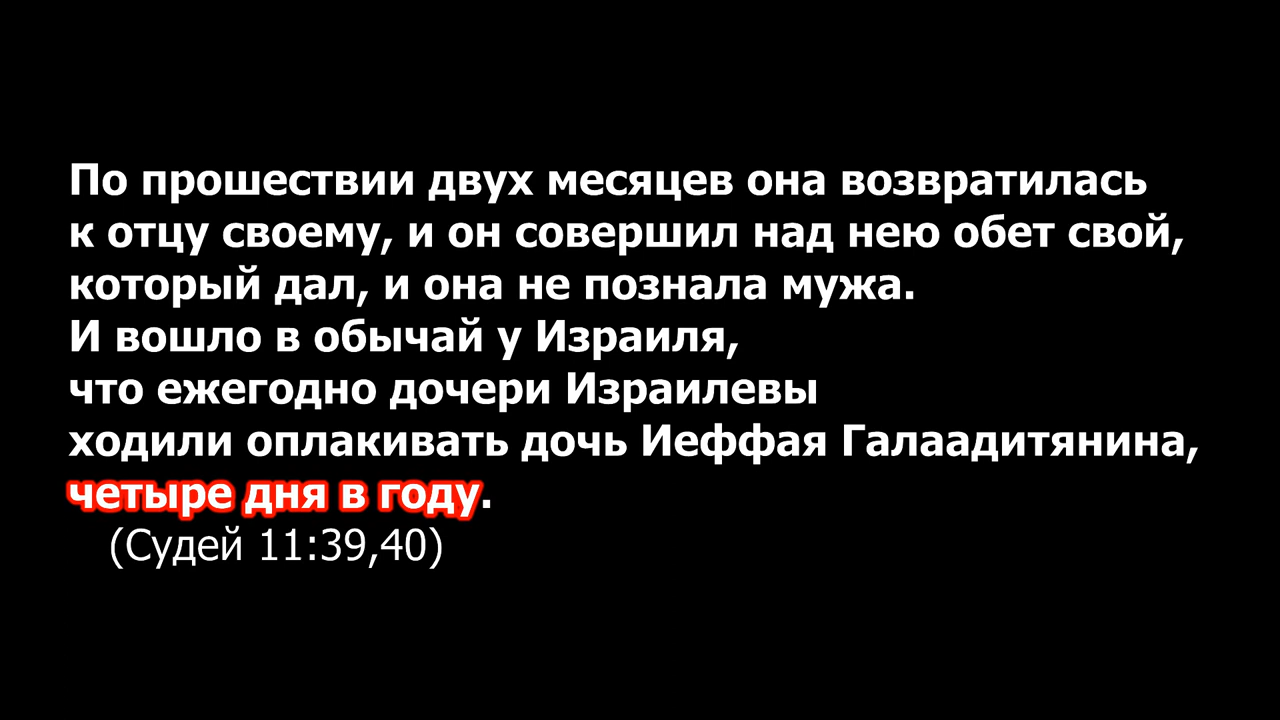 По прошествии двух месяцев она возвратилась
к отцу своему, и он совершил над нею обет свой,
который дал, и она не познала мужа.
И вошло в обычай у Израиля,
что ежегодно дочери Израилевы
ходили оплакивать дочь Иеффая Галаадитянина,
четыре дня в году.
(Судей 11:39,40)